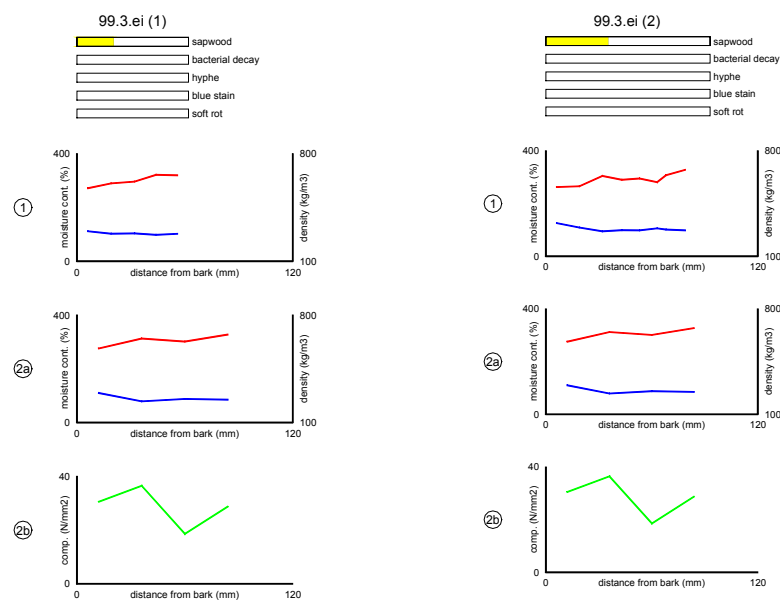 99.3.ei (1)
sapwood
bacterial decay
hyphe
blue stain
soft rot
1
400
moisture cont. (%)
0
800
density (kg/m3)
100
0
distance from bark (mm)
120
2a
400
moisture cont. (%)
0
800
density (kg/m3)
100
0
distance from bark (mm)
120
2b
40
comp. (N/mm2)
0
0
distance from bark (mm)
120
99.3.ei (2)
sapwood
bacterial decay
hyphe
blue stain
soft rot
1
400
moisture cont. (%)
0
800
density (kg/m3)
100
0
distance from bark (mm)
120
2a
400
moisture cont. (%)
0
800
density (kg/m3)
100
0
distance from bark (mm)
120
2b
40
comp. (N/mm2)
0
0
distance from bark (mm)
120